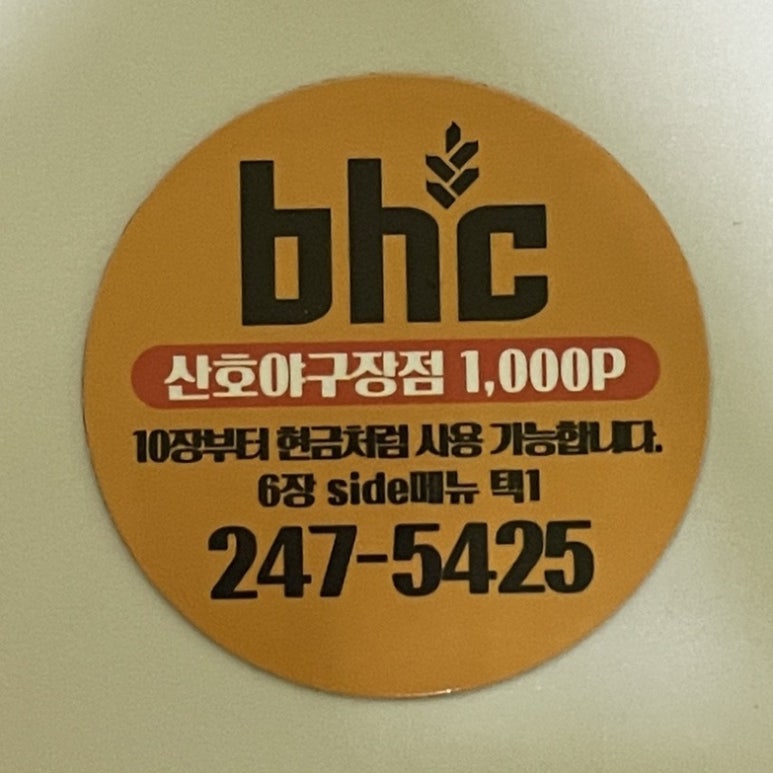 bhc
산호야구장점 1,000P
10장부터 현금처럼 사용 가능합니다.
6장 side메뉴 택1
247-5425